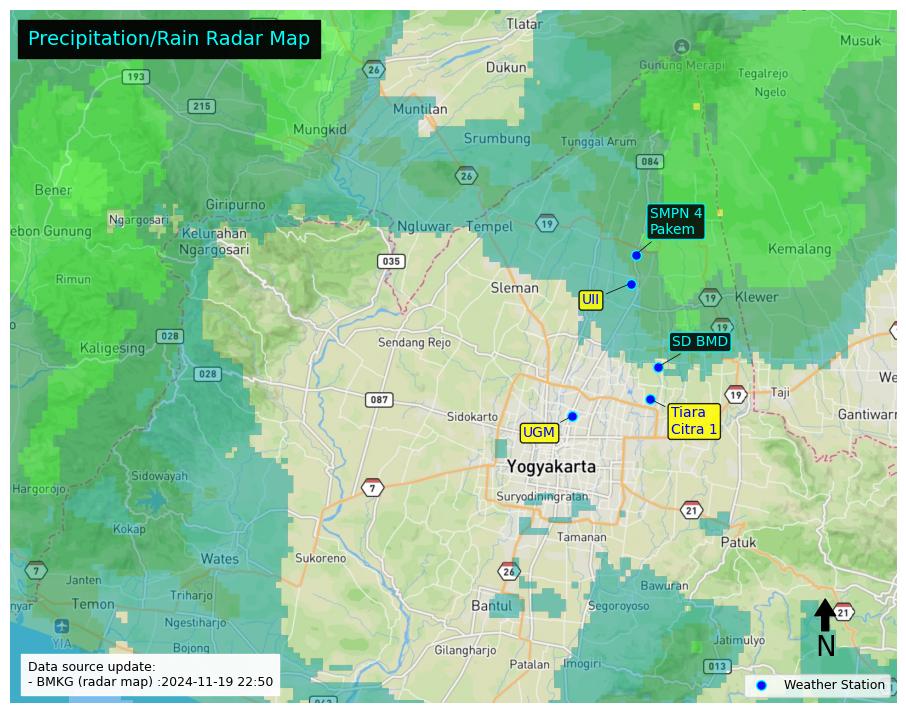 Precipitation/Rain Radar Map
Tlatar
Musuk
26
Dukun
Gunung Merapi
Tegalrejo
193
Ngelo
215
Muntilan
Mungkid
Srumbung
Tunggal Arum
084
26
Bener
Giripurno
SMPN 4
Pakem
Ngargosari
ebon Gunung
Kelurahan
Ngargosari
Ngluwar
Tempel
19
Kemalang
035
Rimun
Sleman
UII
19
Klewer
19
028
Kaligesing
Sendang Rejo
SD BMD
028
We
087
19
Taji
Sidokarto
Tiara
Citra 1
Gantiwarn
UGM
Yogyakarta
Sidowayah
Hargorojo
7
Suryodiningratan
21
Kokap
Tamanan
Patuk
Wates
Sukoreno
7
26
Janten
Bawuran
nyar
Temon
Triharjo
Bantul
Segoroyoso
21
Ngestiharjo
YIA
Jatimulyo
N
Bojong
Gilangharjo
Patalan
Imogiri
013
Data source update:
- BMKG (radar map) :2024-11-19 22:50
Weather Station